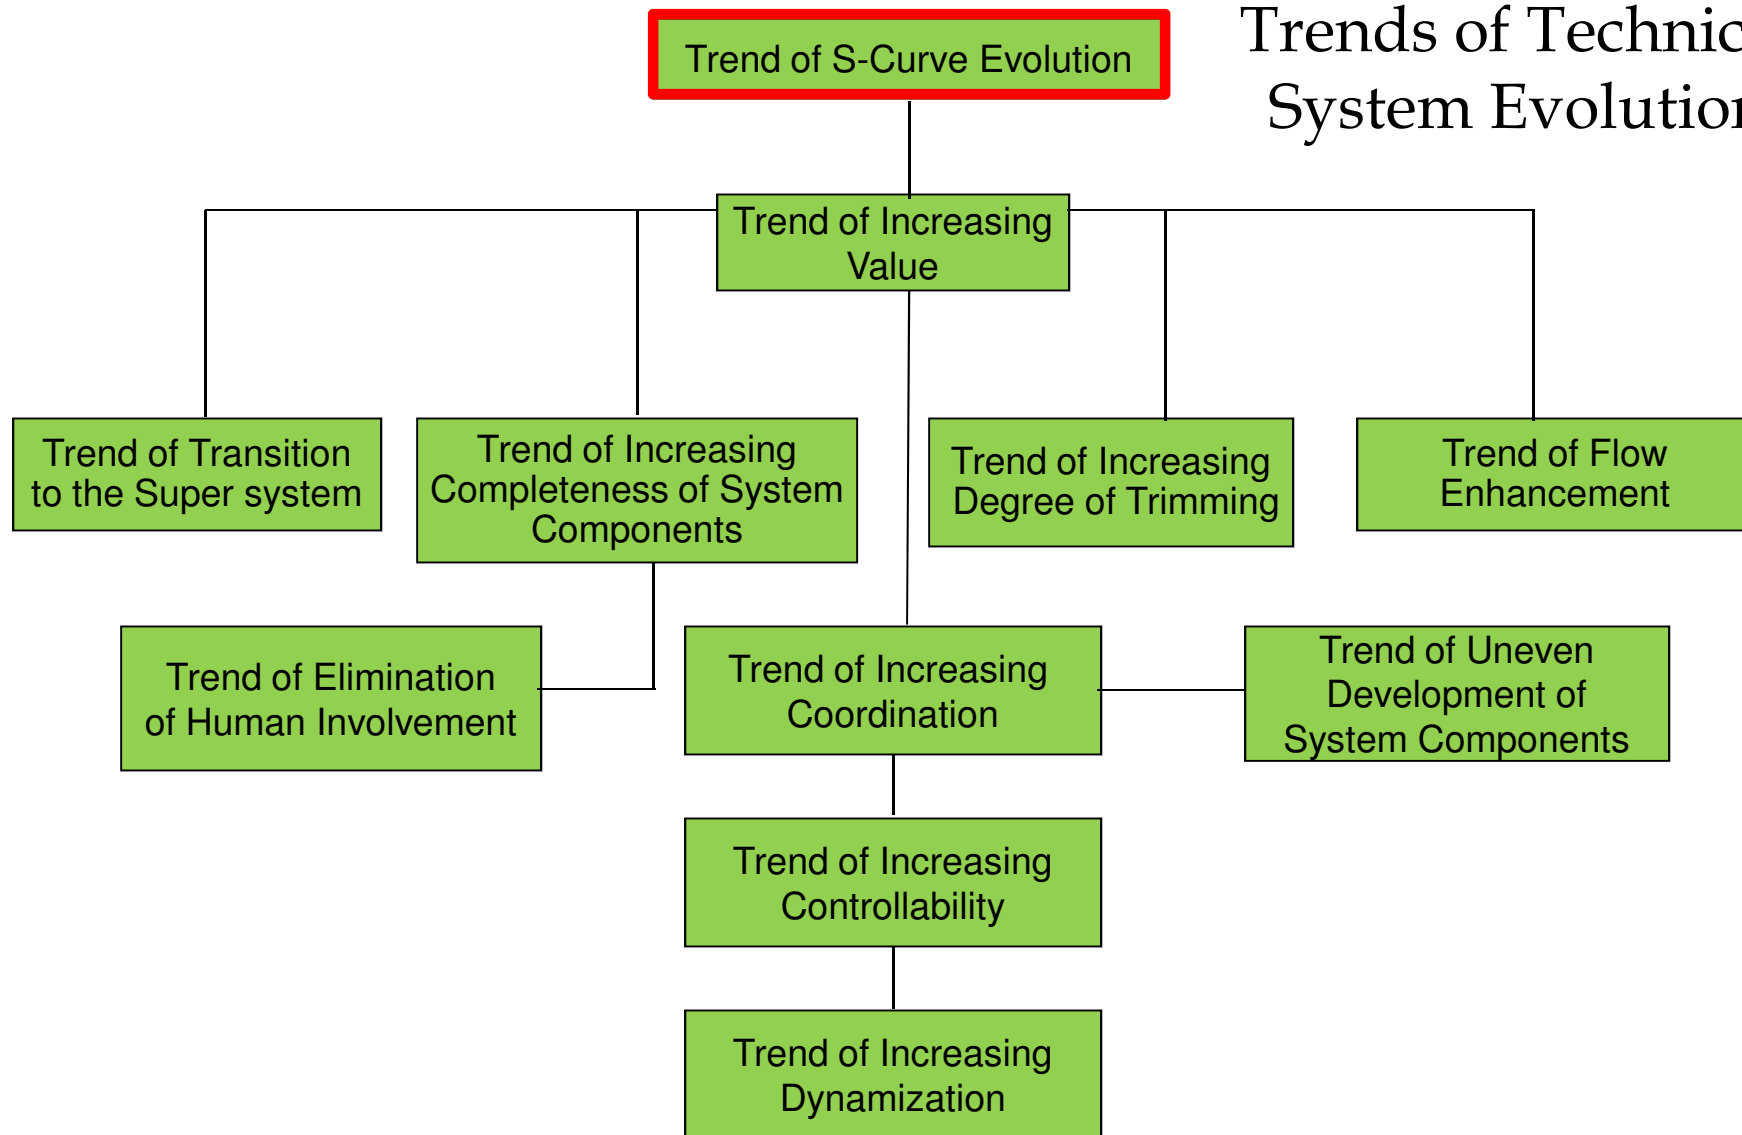 Trends of Technic
System Evolution
Trend of S-Curve Evolution
Trend of Increasing
Value
Trend of Transition
to the Super system
Trend of Increasing
Completeness of System
Components
Trend of Increasing
Degree of Trimming
Trend of Flow
Enhancement
Trend of Elimination
of Human Involvement
Trend of Increasing
Coordination
Trend of Uneven
Development of
System Components
Trend of Increasing
Controllability
Trend of Increasing
Dynamization